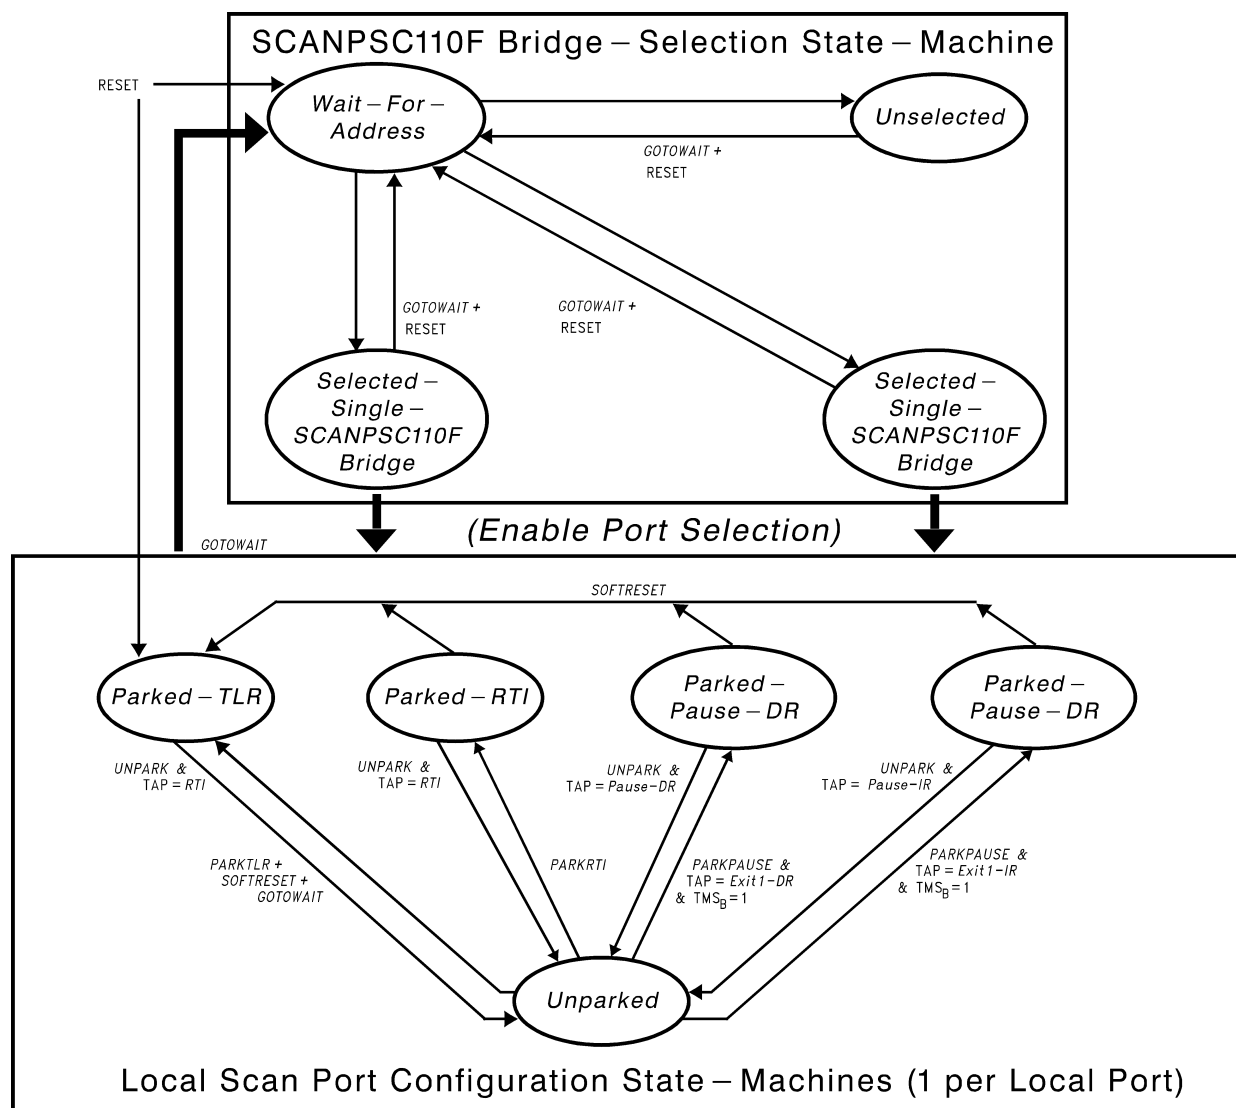 SCANPSC110F Bridge – Selection State – Machine
RESET
Wait – For –
Address
Unselected
GOTOWAIT +
RESET
GOTOWAIT +
RESET
GOTOWAIT +
RESET
Selected –
Single –
SCANPSC110F
Bridge
Selected –
Single –
SCANPSC110F
Bridge
(Enable Port Selection)
GOTOWAIT
SOFTRESET
Parked – TLR
Parked – RTI
Parked –
Pause – DR
Parked –
Pause – DR
UNPARK &
TAP = RTI
UNPARK &
TAP = RTI
UNPARK &
TAP = Pause-DR
UNPARK &
TAP = Pause-IR
PARKTLR +
SOFTRESET +
GOTOWAIT
PARKRTI
PARKPAUSE &
TAP = Exit1-DR
& TMSB=1
PARKPAUSE &
TAP = Exit1-IR
& TMSB=1
Unparked
Local Scan Port Configuration State – Machines (1 per Local Port)